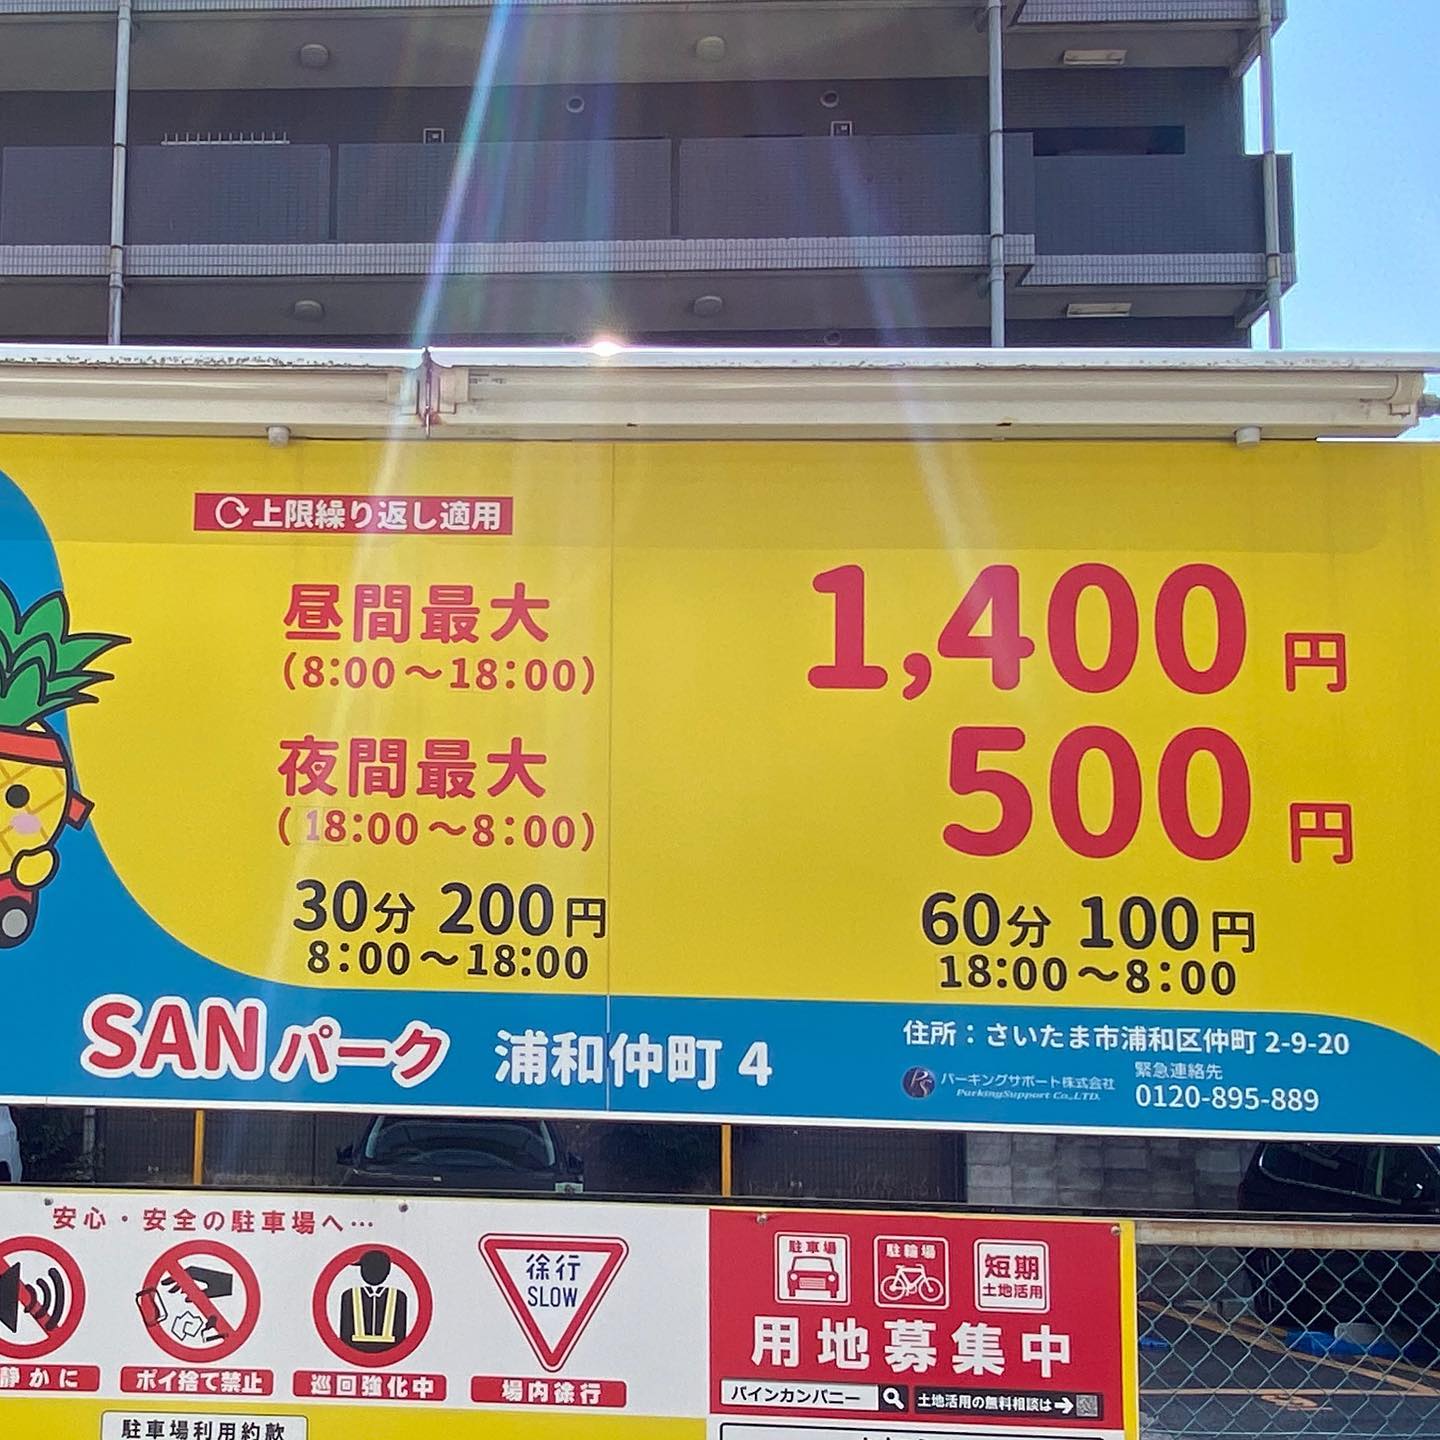 上限繰り返し適用
昼間最大
(8:00～18:00)
1,400円
夜間最大
(18:00～8:00)
500円
30分 200円
8:00～18:00
60分 100円
18:00～8:00
SANパーク 浦和仲町 4
住所：さいたま市浦和区仲町 2-9-20
PS パーキングサポート株式会社
ParkingSupport Co.,LTD.
緊急連絡先
0120-895-889
安心・安全の駐車場へ…
徐行
SLOW
静かに
ポイ捨て禁止
巡回強化中
場内徐行
駐車場
駐輪場
短期
土地活用
用地募集中
パインカンパニー
土地活用の無料相談は→
駐車場利用約款